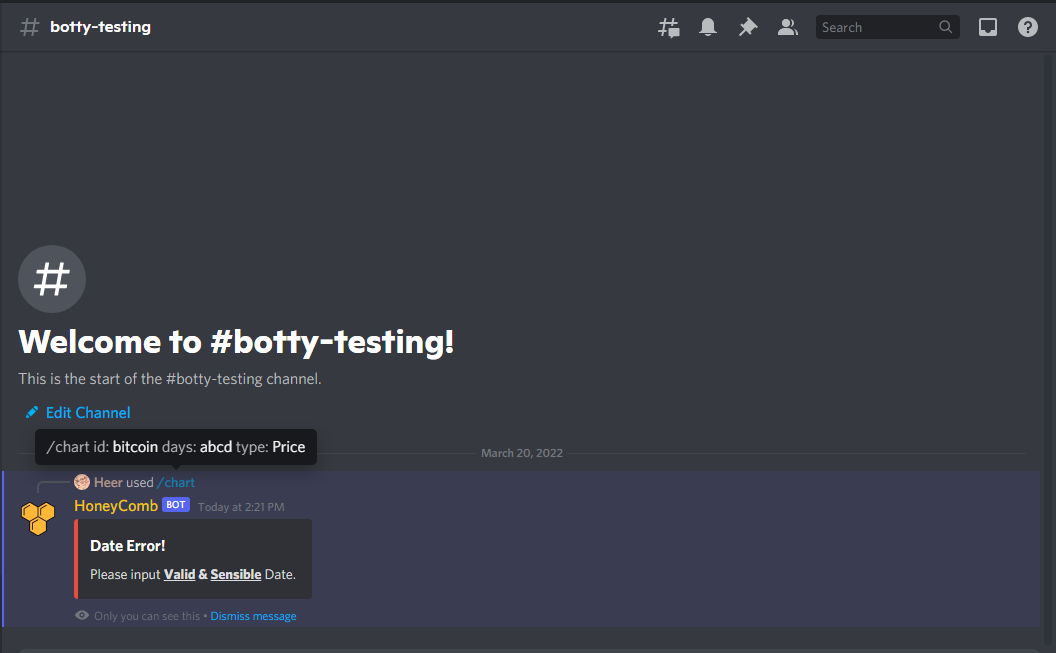 botty-testing
Search
Welcome to #botty-testing!
This is the start of the #botty-testing channel.
Edit Channel
/chart id: bitcoin days: abcd type: Price
March 20, 2022
Heer used /chart
HoneyComb BOT Today at 2:21 PM
Date Error!
Please input Valid & Sensible Date.
Only you can see this • Dismiss message